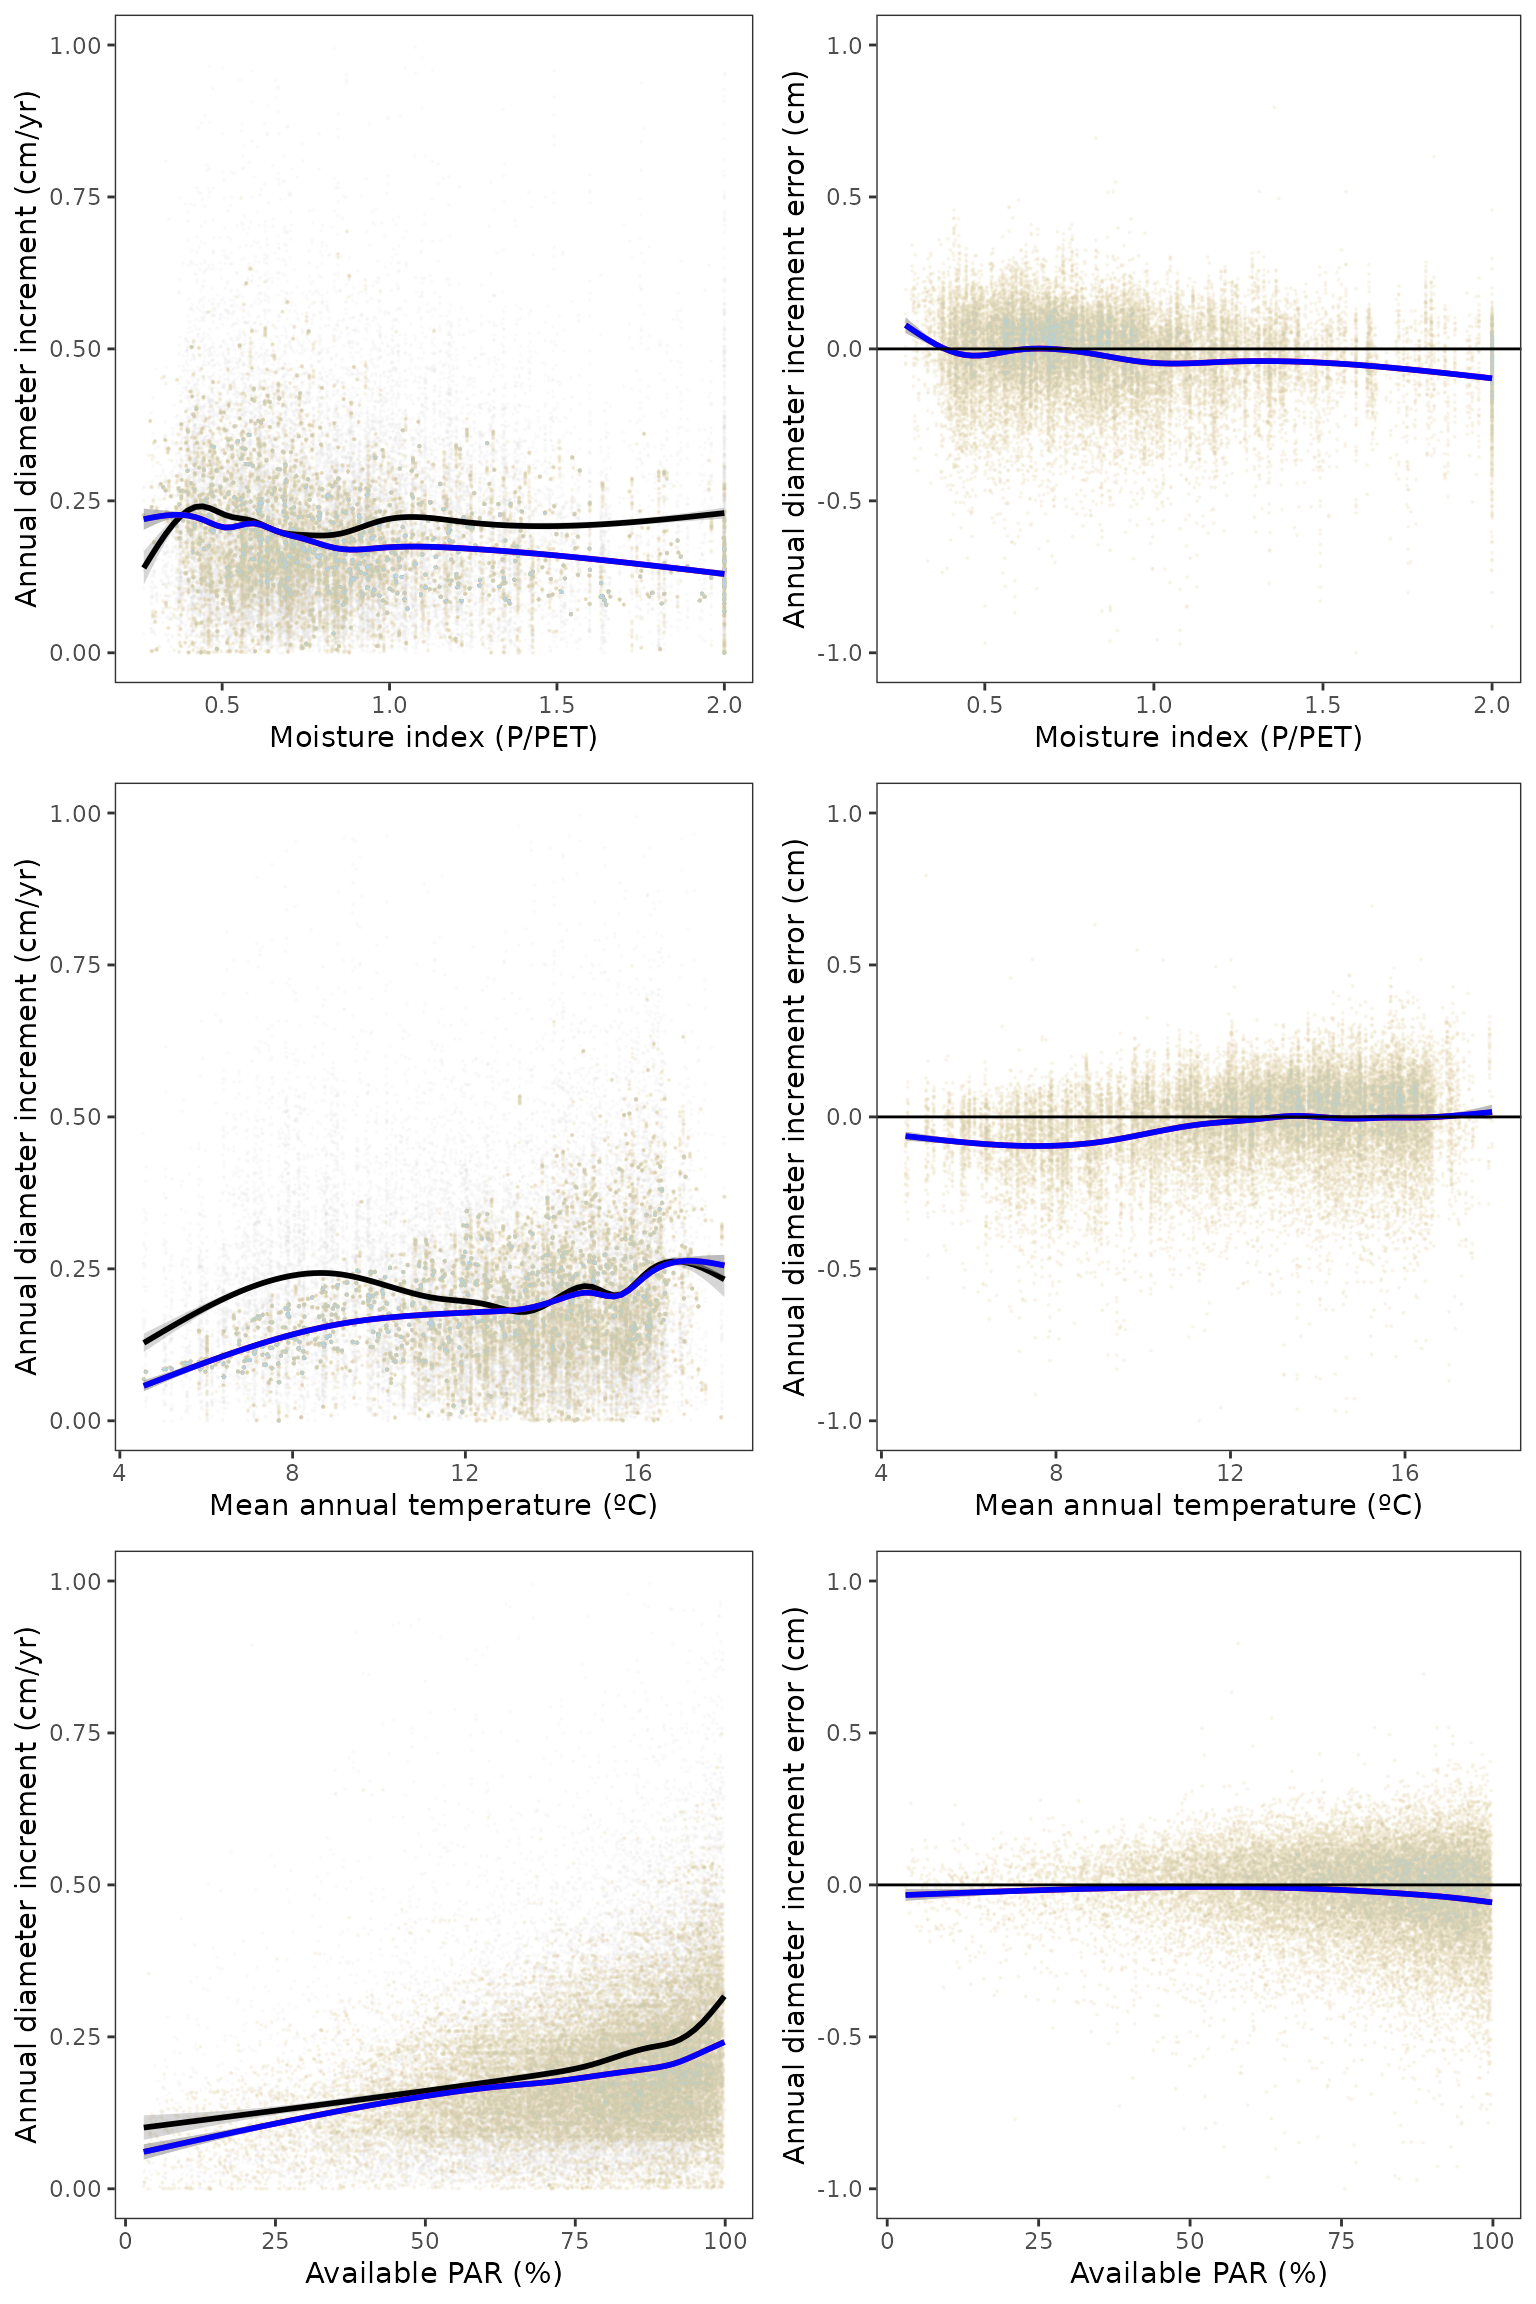 Annual diameter increment (cm/yr)
1.00
0.75
0.50
0.25
0.00
0.5 1.0 1.5 2.0
Moisture index (P/PET)
Annual diameter increment error (cm)
1.0
0.5
0.0
-0.5
-1.0
0.5 1.0 1.5 2.0
Moisture index (P/PET)
Annual diameter increment (cm/yr)
1.00
0.75
0.50
0.25
0.00
4 8 12 16
Mean annual temperature (ºC)
Annual diameter increment error (cm)
1.0
0.5
0.0
-0.5
-1.0
4 8 12 16
Mean annual temperature (ºC)
Annual diameter increment (cm/yr)
1.00
0.75
0.50
0.25
0.00
0 25 50 75 100
Available PAR (%)
Annual diameter increment error (cm)
1.0
0.5
0.0
-0.5
-1.0
0 25 50 75 100
Available PAR (%)